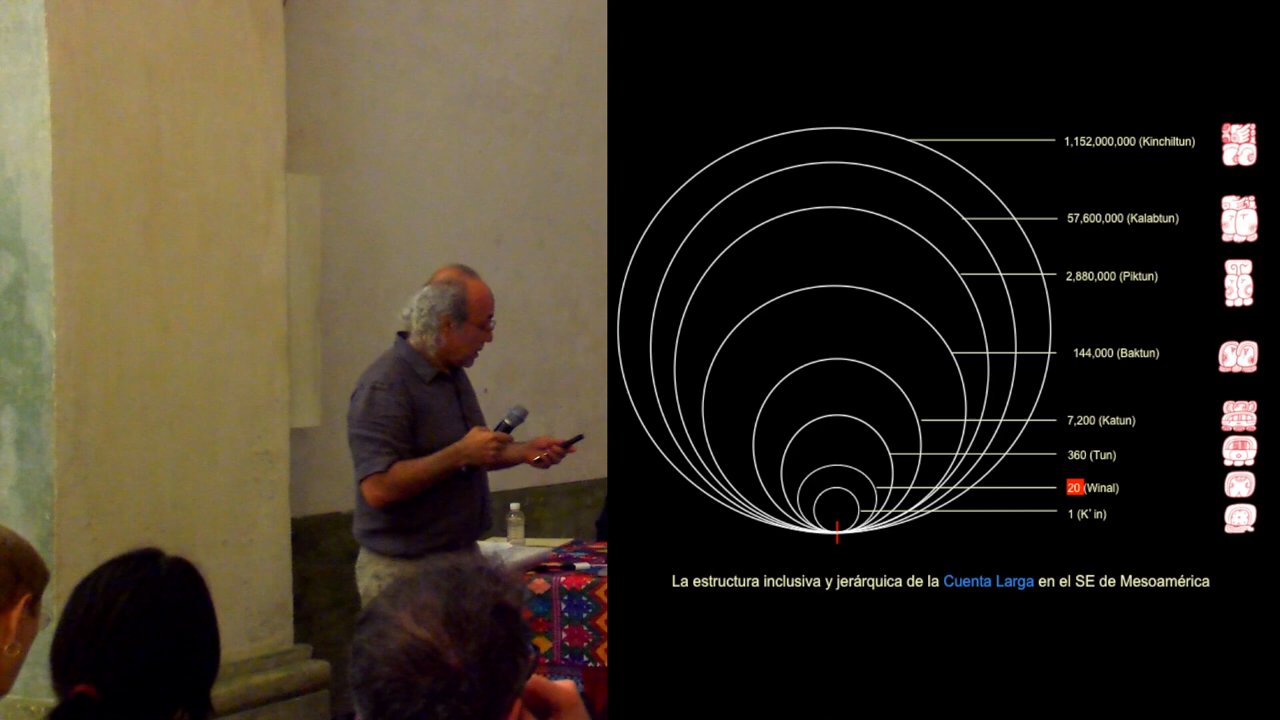 1,152,000,000 (Kinchiltun)
57,600,000 (Kalabtun)
2,880,000 (Piktun)
144,000 (Baktun)
7,200 (Katun)
360 (Tun)
20 (Winal)
1 (K' in)
La estructura inclusiva y jerárquica de la Cuenta Larga en el SE de Mesoamérica